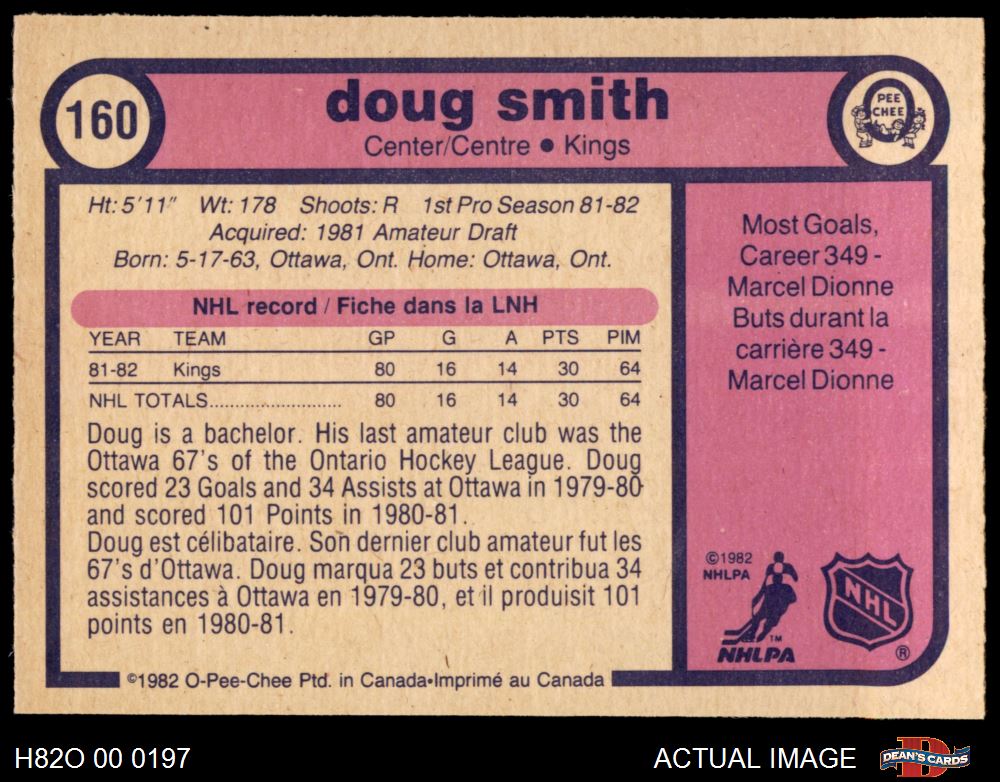 160
doug smith
Center/Centre • Kings
PEE
CHEE
Ht: 5'11" Wt: 178 Shoots: R 1st Pro Season 81-82
Acquired: 1981 Amateur Draft
Born: 5-17-63, Ottawa, Ont. Home: Ottawa, Ont.
NHL record / Fiche dans la LNH
YEAR TEAM GP G A PTS PIM
81-82 Kings 80 16 14 30 64
NHL TOTALS.......................... 80 16 14 30 64
Doug is a bachelor. His last amateur club was the
Ottawa 67's of the Ontario Hockey League. Doug
scored 23 Goals and 34 Assists at Ottawa in 1979-80
and scored 101 Points in 1980-81.
Doug est célibataire. Son dernier club amateur fut les
67's d'Ottawa. Doug marqua 23 buts et contribua 34
assistances à Ottawa en 1979-80, et il produisit 101
points en 1980-81.
©1982 O-Pee-Chee Ptd. in Canada•Imprimé au Canada
Most Goals,
Career 349 -
Marcel Dionne
Buts durant la
carrière 349 -
Marcel Dionne
©1982
NHLPA
TM
NHLPA
NHL
®
H82O 00 0197
ACTUAL IMAGE
DEAN'S CARDS